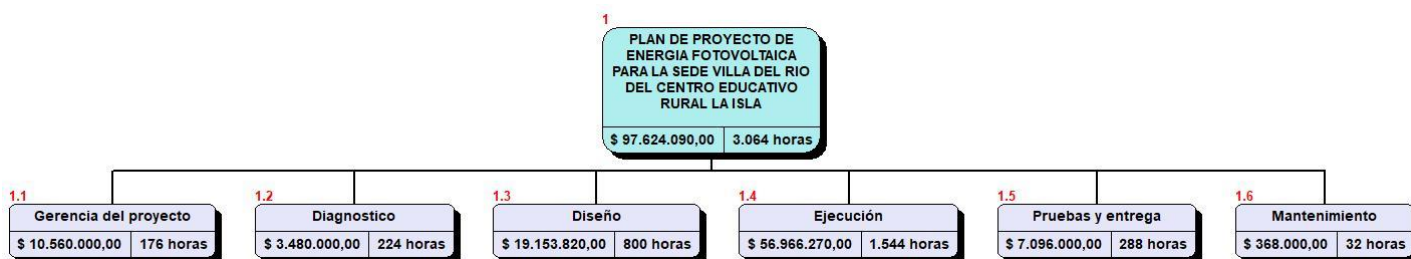 1
PLAN DE PROYECTO DE
ENERGIA FOTOVOLTAICA
PARA LA SEDE VILLA DEL RIO
DEL CENTRO EDUCATIVO
RURAL LA ISLA
$ 97.624.090,00 3.064 horas
1.1
Gerencia del proyecto
$ 10.560.000,00 176 horas
1.2
Diagnostico
$ 3.480.000,00 224 horas
1.3
Diseño
$ 19.153.820,00 800 horas
1.4
Ejecución
$ 56.966.270,00 1.544 horas
1.5
Pruebas y entrega
$ 7.096.000,00 288 horas
1.6
Mantenimiento
$ 368.000,00 32 horas